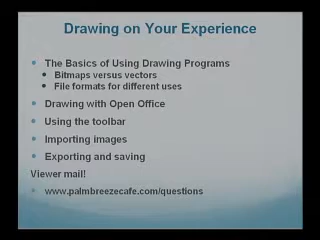 Drawing on Your Experience
The Basics of Using Drawing Programs
Bitmaps versus vectors
File formats for different uses
Drawing with Open Office
Using the toolbar
Importing images
Exporting and saving
Viewer mail!
www.palmbreezecafe.com/questions